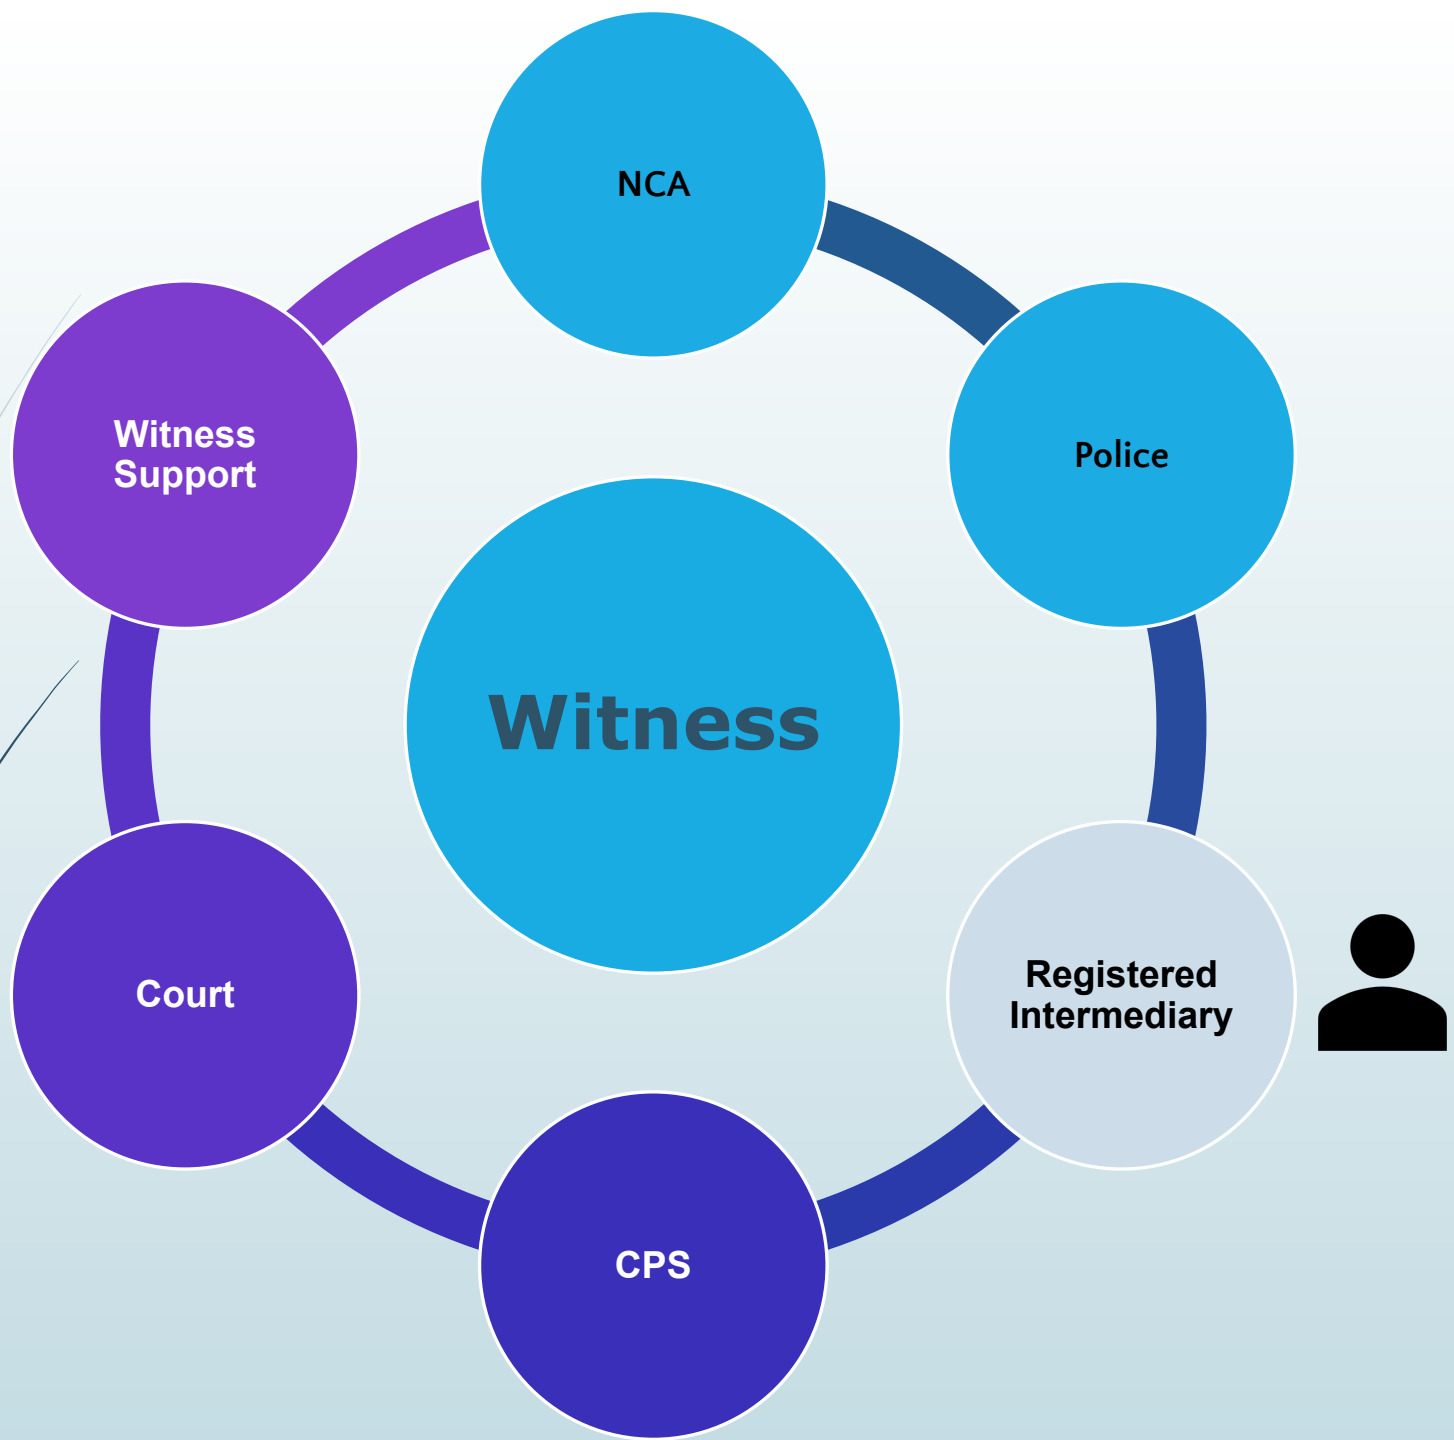 NCA
Police
Registered
Intermediary
CPS
Court
Witness
Support
Witness